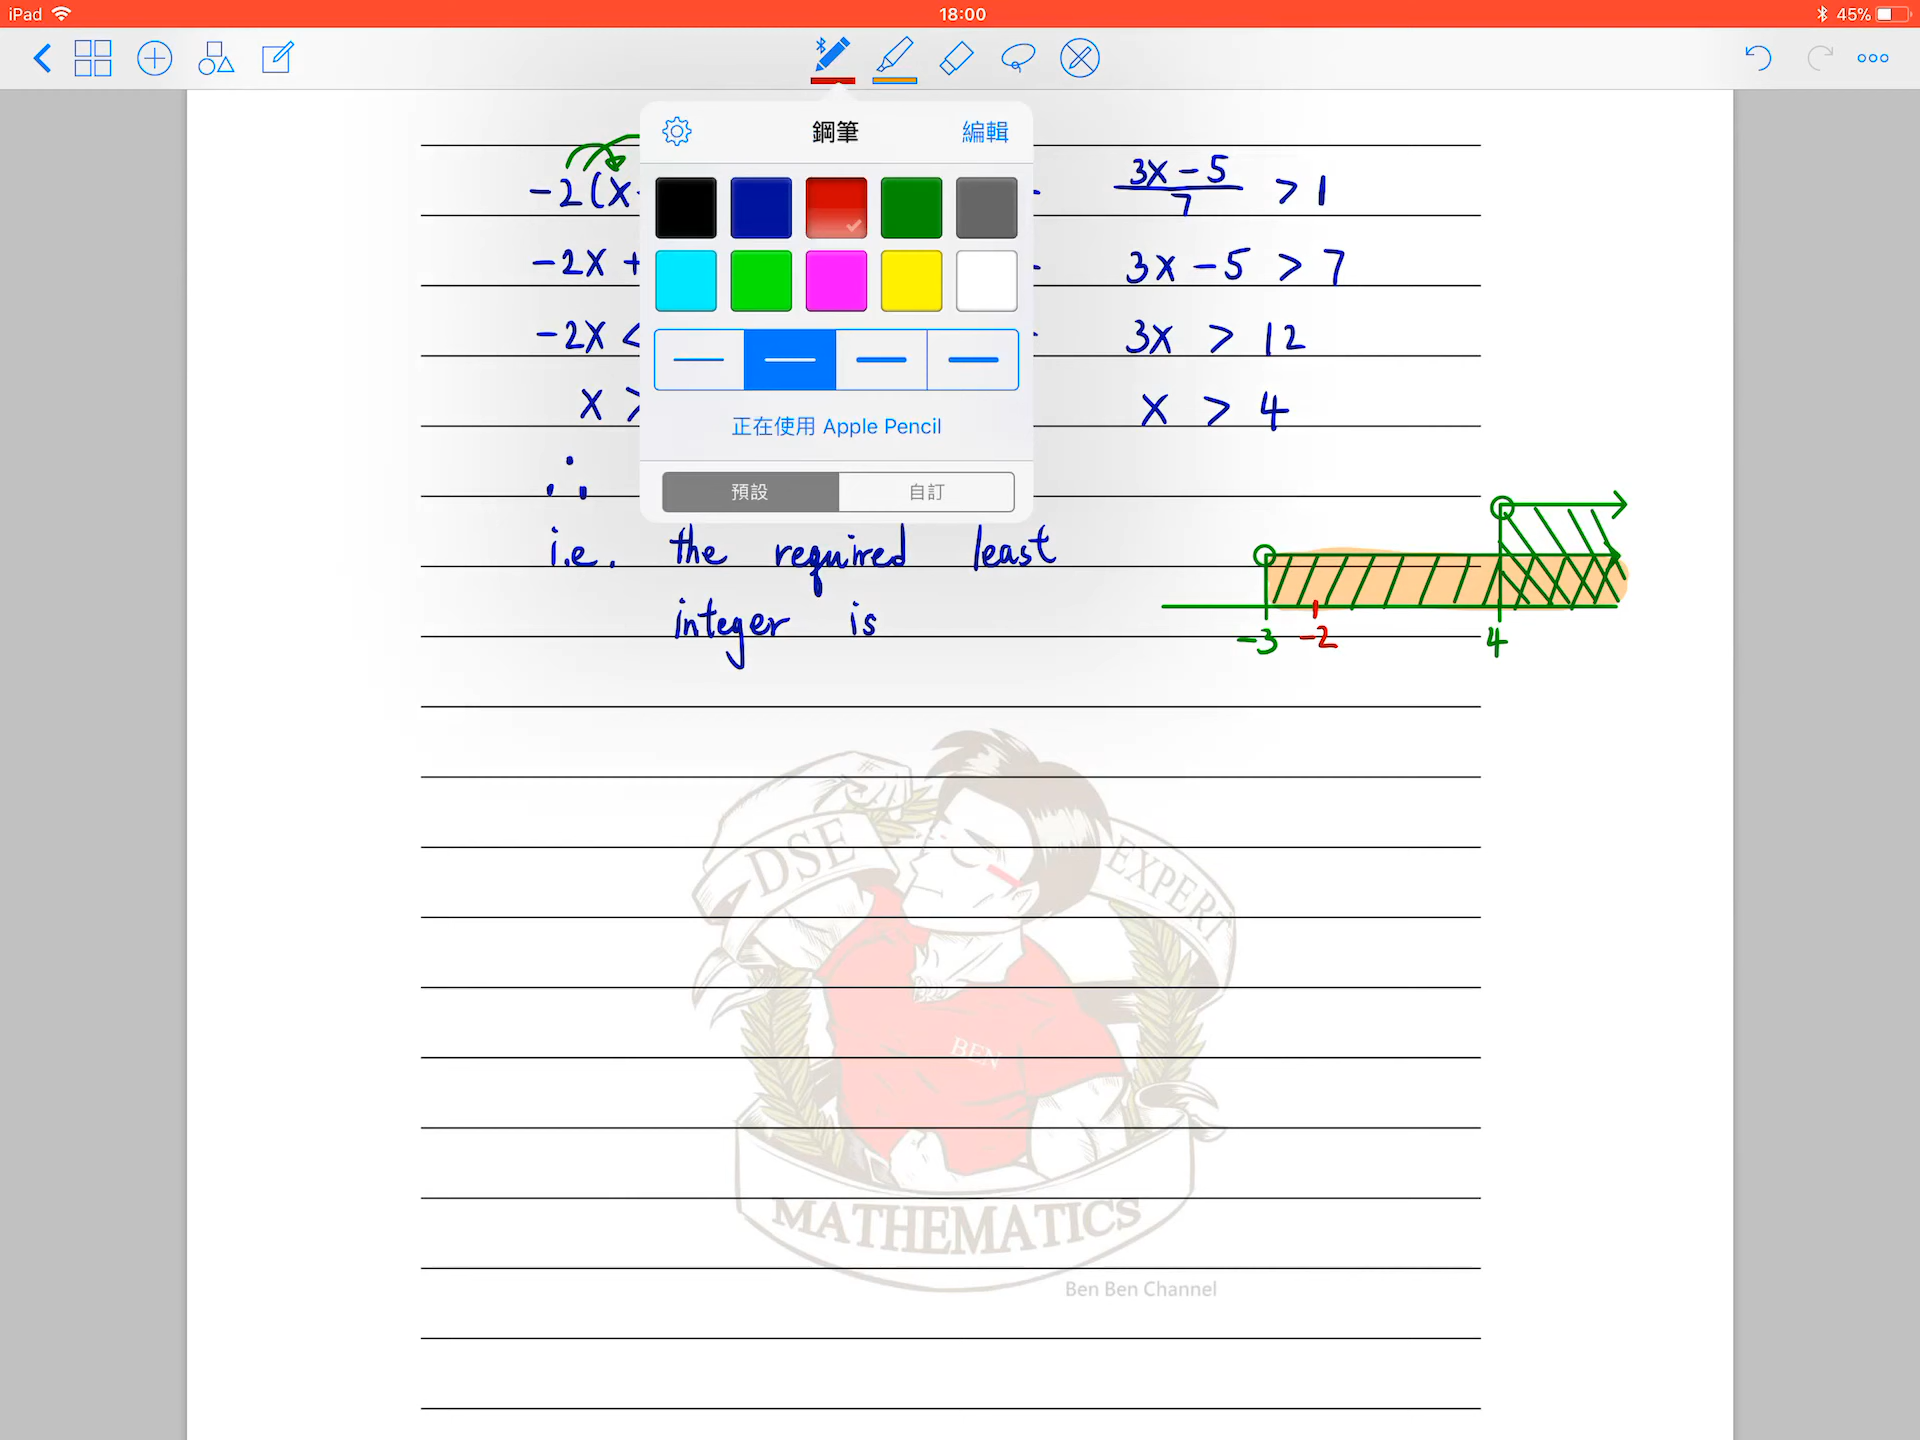 iPad 18:00 45%
鋼筆 編輯
-2(x 3x-5/7 > 1
-2x + 3x-5 > 7
-2x < 3x > 12
x > x > 4
正在使用 Apple Pencil
∴
預設 自訂
i.e. the required least
integer is
-3 -2 4
DSE EXPERT
BEN
MATHEMATICS
Ben Ben Channel